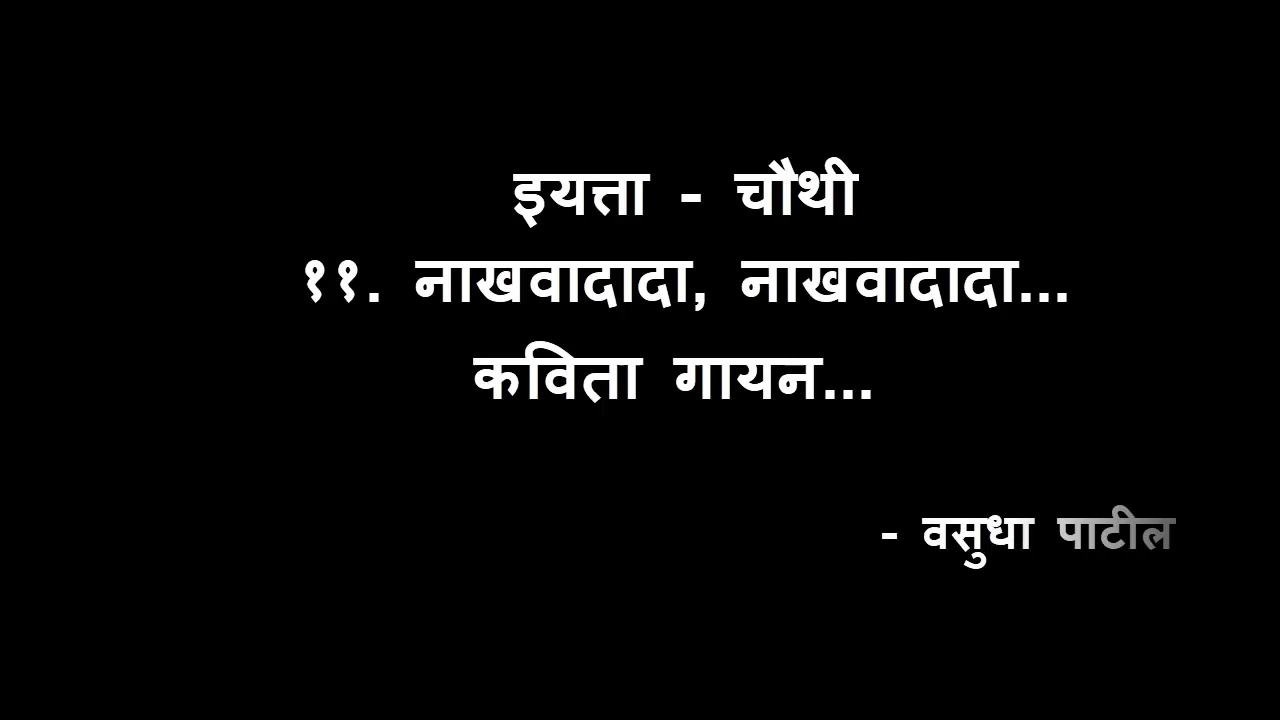 इयत्ता - चौथी
११. नाखवादादा, नाखवादादा...
कविता गायन...
- वसुधा पाटील